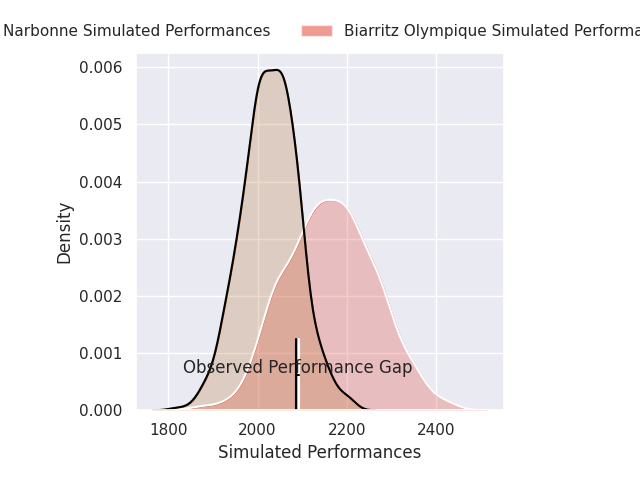 Narbonne Simulated Performances
Biarritz Olympique Simulated Performa
0.006
0.005
0.004
0.003
0.002
0.001
0.000
Density
Observed Performance Gap
1800
2000
2200
2400
Simulated Performances